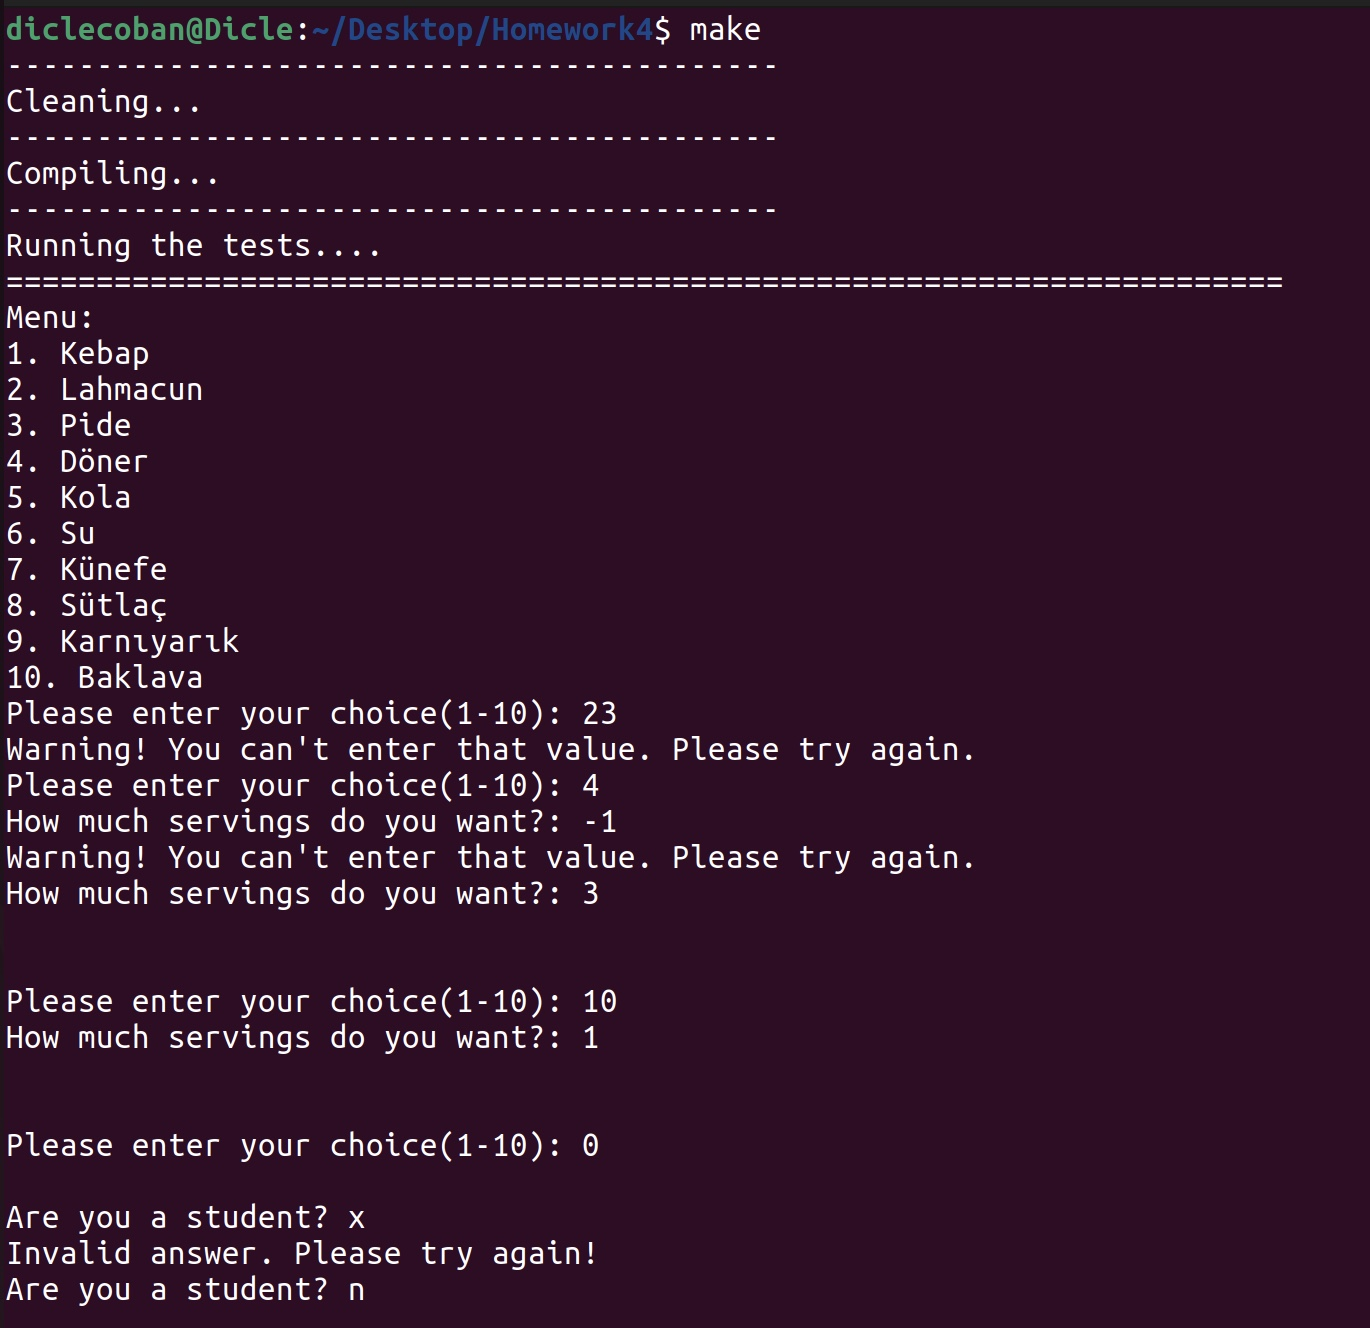 diclecoban@Dicle:~/Desktop/Homework4$ make
-------------------------------------------
Cleaning...
-------------------------------------------
Compiling...
-------------------------------------------
Running the tests....
=======================================================================
Menu:
1. Kebap
2. Lahmacun
3. Pide
4. Döner
5. Kola
6. Su
7. Künefe
8. Sütlaç
9. Karnıyarık
10. Baklava
Please enter your choice(1-10): 23
Warning! You can't enter that value. Please try again.
Please enter your choice(1-10): 4
How much servings do you want?: -1
Warning! You can't enter that value. Please try again.
How much servings do you want?: 3
Please enter your choice(1-10): 10
How much servings do you want?: 1
Please enter your choice(1-10): 0
Are you a student? x
Invalid answer. Please try again!
Are you a student? n